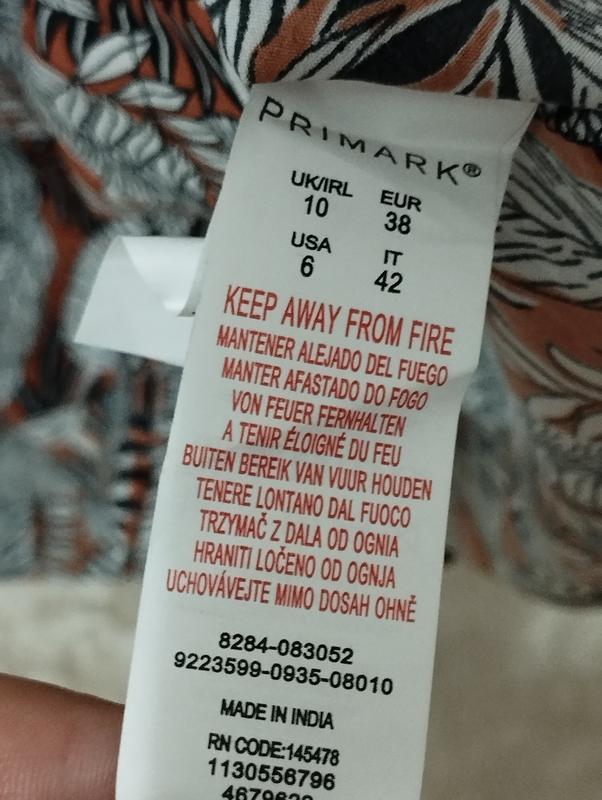 PRIMARK®
UK/IRL EUR
10 38
USA IT
6 42
KEEP AWAY FROM FIRE
MANTENER ALEJADO DEL FUEGO
MANTER AFASTADO DO FOGO
VON FEUER FERNHALTEN
A TENIR ÉLOIGNÉ DU FEU
BUITEN BEREIK VAN VUUR HOUDEN
TENERE LONTANO DAL FUOCO
TRZYMAČ Z DALA OD OGNIA
HRANITI LOČENO OD OGNJA
UCHOVÁVEJTE MIMO DOSAH OHNĚ
8284-083052
9223599-0935-08010
MADE IN INDIA
RN CODE:145478
1130556796